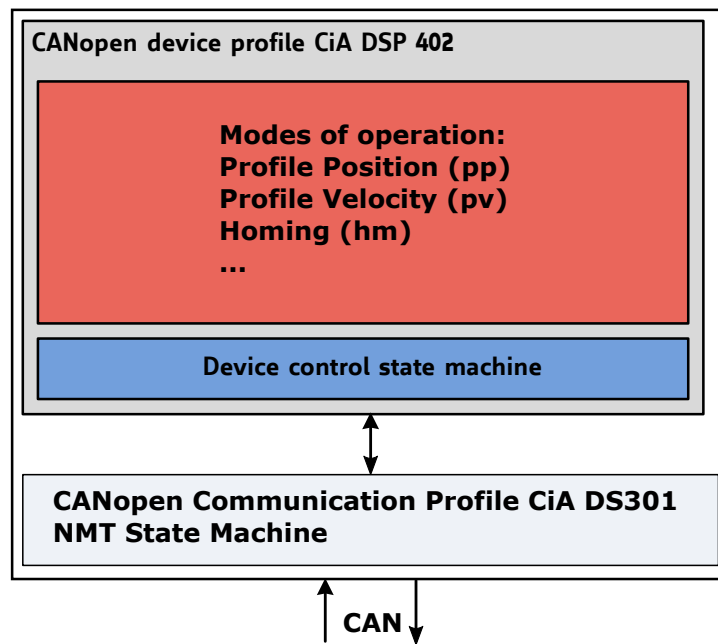 CANopen device profile CiA DSP 402
Modes of operation:
Profile Position (pp)
Profile Velocity (pv)
Homing (hm)
...
Device control state machine
CANopen Communication Profile CiA DS301
NMT State Machine
CAN